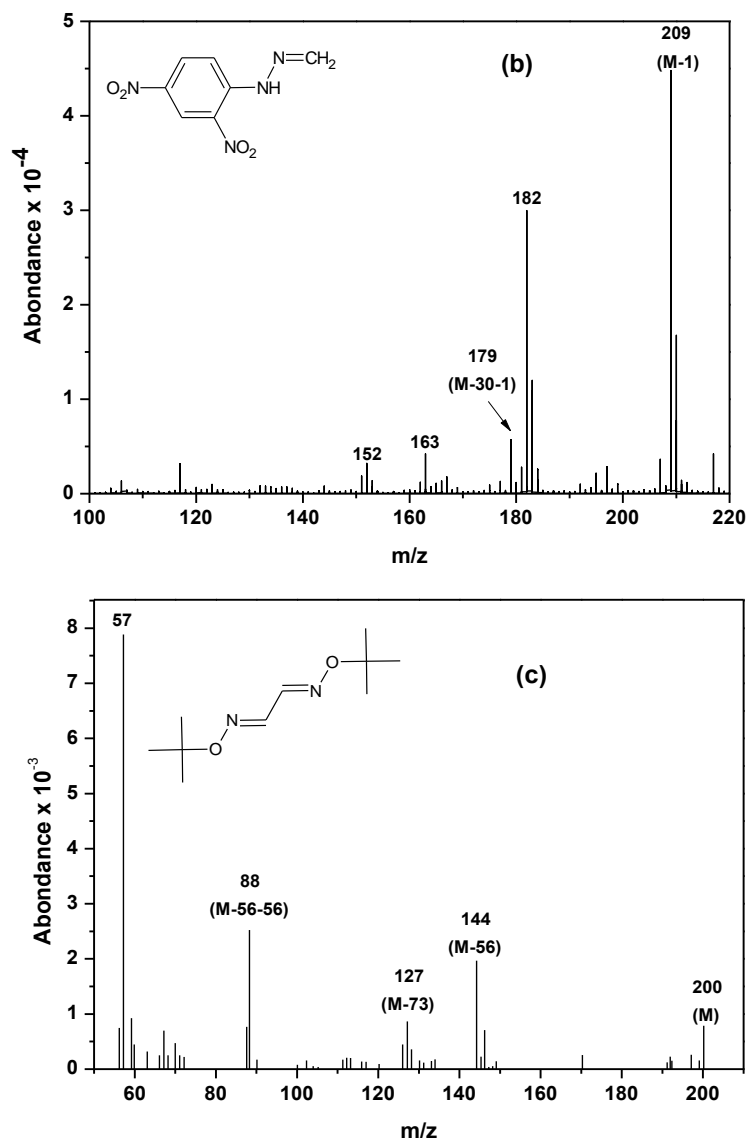 5
4
3
2
1
0
Abondance x 10⁻⁴
(b)
209
(M-1)
182
179
(M-30-1)
163
152
N
CH₂
NH
O₂N
NO₂
100
120
140
160
180
200
220
m/z
8
7
6
5
4
3
2
1
0
Abondance x 10⁻³
(c)
57
O
N
N
O
88
(M-56-56)
144
(M-56)
127
(M-73)
200
(M)
60
80
100
120
140
160
180
200
m/z